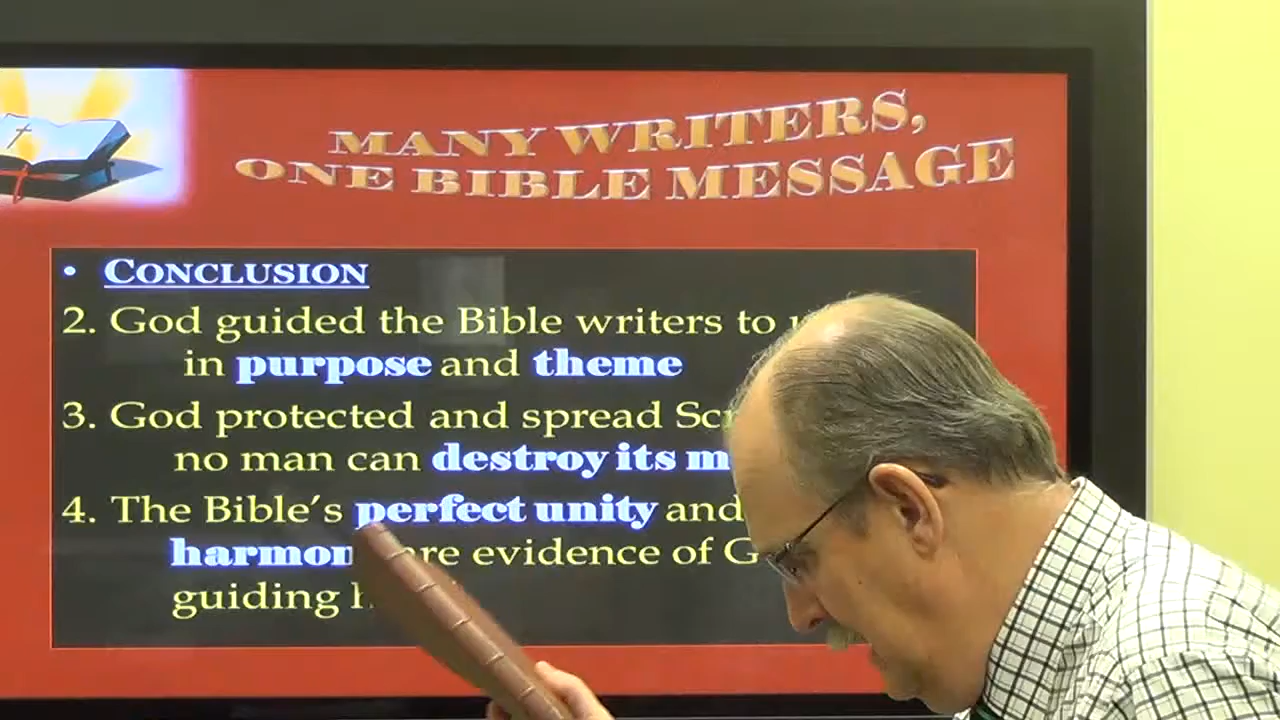 MANY WRITERS,
ONE BIBLE MESSAGE
• CONCLUSION
2. God guided the Bible writers to
in purpose and theme
3. God protected and spread
no man can destroy its
4. The Bible's perfect unity and
are evidence of
guiding